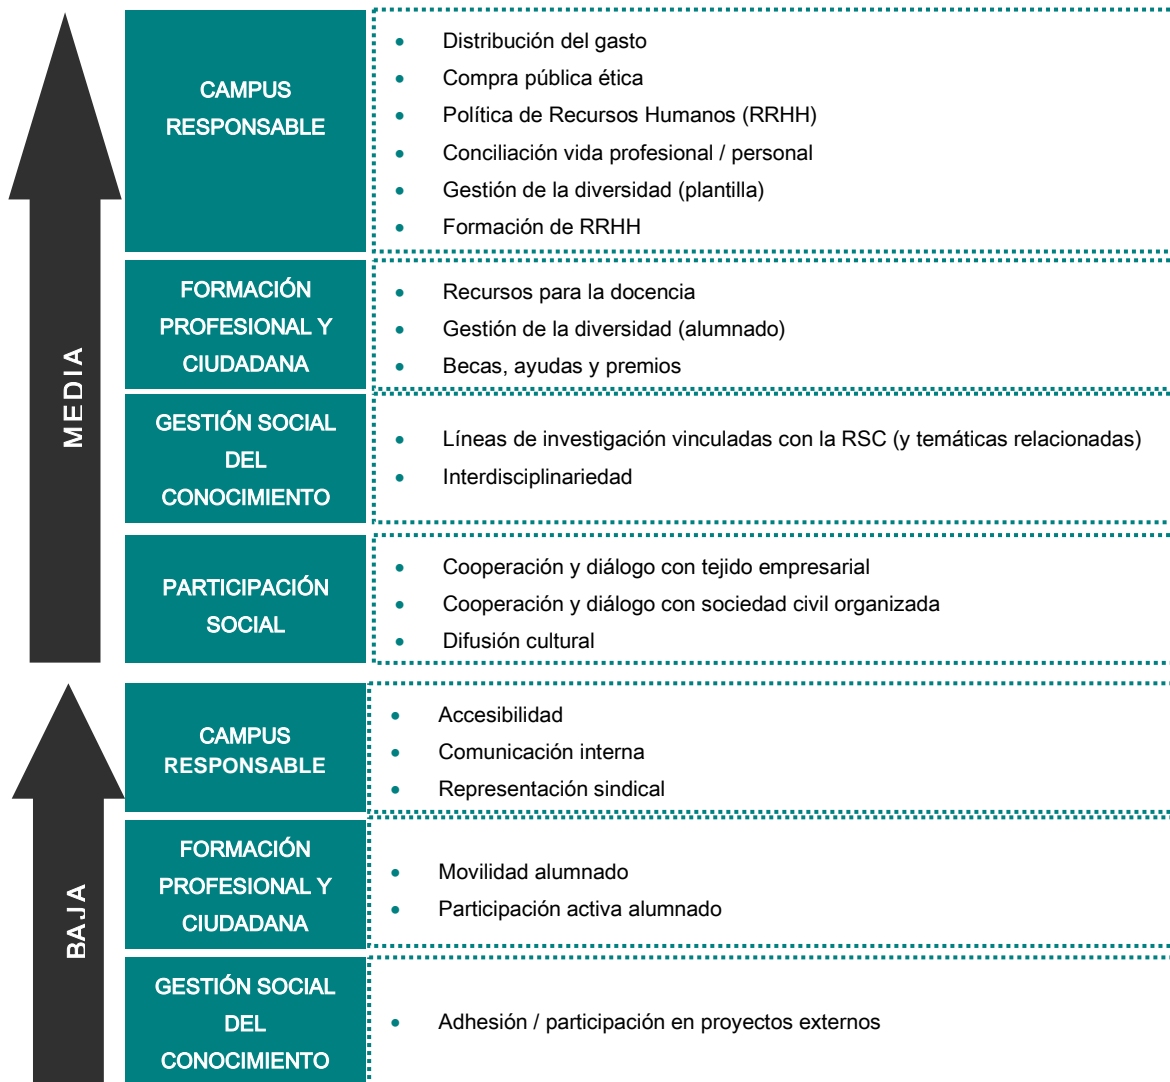 MEDIA
CAMPUS
RESPONSABLE
• Distribución del gasto
• Compra pública ética
• Política de Recursos Humanos (RRHH)
• Conciliación vida profesional / personal
• Gestión de la diversidad (plantilla)
• Formación de RRHH
FORMACIÓN
PROFESIONAL Y
CIUDADANA
• Recursos para la docencia
• Gestión de la diversidad (alumnado)
• Becas, ayudas y premios
GESTIÓN SOCIAL
DEL
CONOCIMIENTO
• Líneas de investigación vinculadas con la RSC (y temáticas relacionadas)
• Interdisciplinariedad
PARTICIPACIÓN
SOCIAL
• Cooperación y diálogo con tejido empresarial
• Cooperación y diálogo con sociedad civil organizada
• Difusión cultural
BAJA
CAMPUS
RESPONSABLE
• Accesibilidad
• Comunicación interna
• Representación sindical
FORMACIÓN
PROFESIONAL Y
CIUDADANA
• Movilidad alumnado
• Participación activa alumnado
GESTIÓN SOCIAL
DEL
CONOCIMIENTO
• Adhesión / participación en proyectos externos